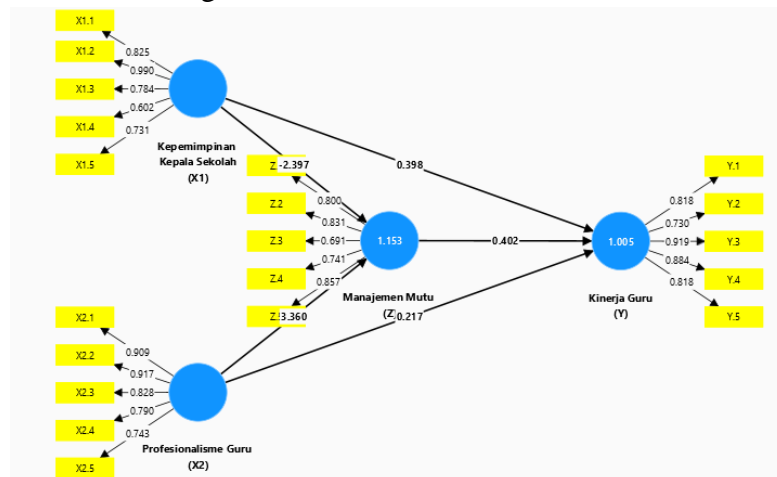 X1.1
X1.2
X1.3
X1.4
X1.5
0.825
0.990
0.784
0.602
0.731
Kepemimpinan
Kepala Sekolah
(X1)
-2.397
0.398
Z.2
Z.3
Z.4
0.800
0.831
0.691
0.741
0.857
1.153
Manajemen Mutu
(Z)
0.402
3.360
0.217
1.005
Kinerja Guru
(Y)
0.818
0.730
0.919
0.884
0.818
Y.1
Y.2
Y.3
Y.4
Y.5
X2.1
X2.2
X2.3
X2.4
X2.5
0.909
0.917
0.828
0.790
0.743
Profesionalisme Guru
(X2)